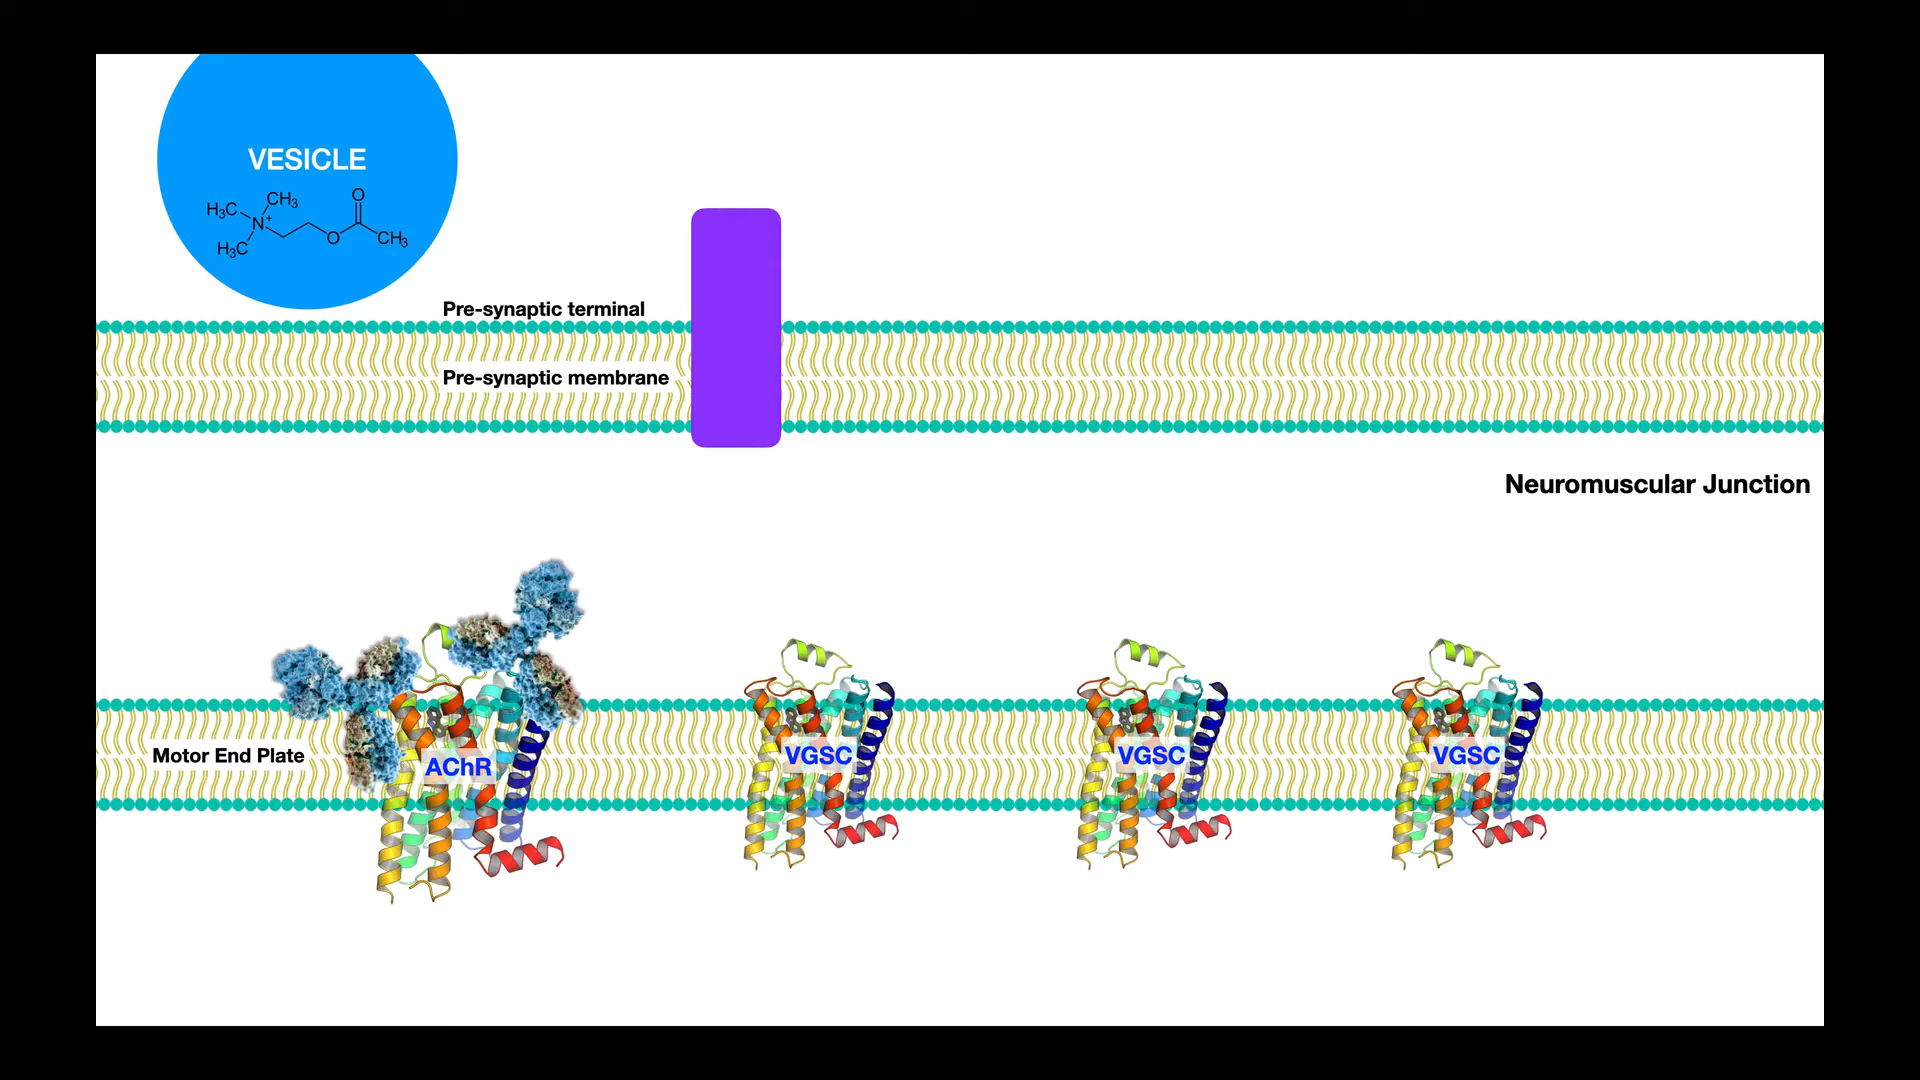 VESICLE
H₃C CH₃ O
N⁺
H₃C O CH₃
Pre-synaptic terminal
Pre-synaptic membrane
Neuromuscular Junction
Motor End Plate
AChR
VGSC
VGSC
VGSC